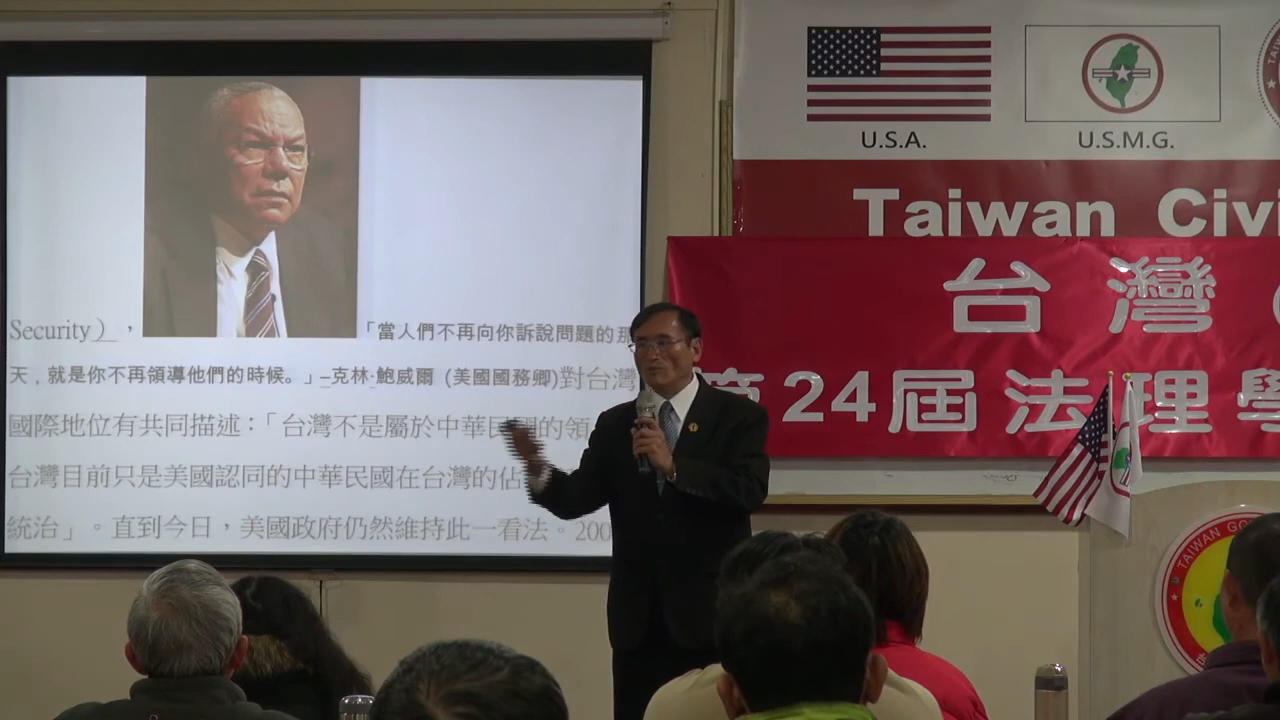 Security），
「當人們不再向你訴說問題的那
天，就是你不再領導他們的時候。」–克林·鮑威爾 (美國國務卿)對台灣
國際地位有共同描述：「台灣不是屬於中華民國的領
台灣目前只是美國認同的中華民國在台灣的佔
統治」。直到今日，美國政府仍然維持此一看法。200
U.S.A.
U.S.M.G.
Taiwan Civi
台灣
第24屆法理學
TAIWAN GO